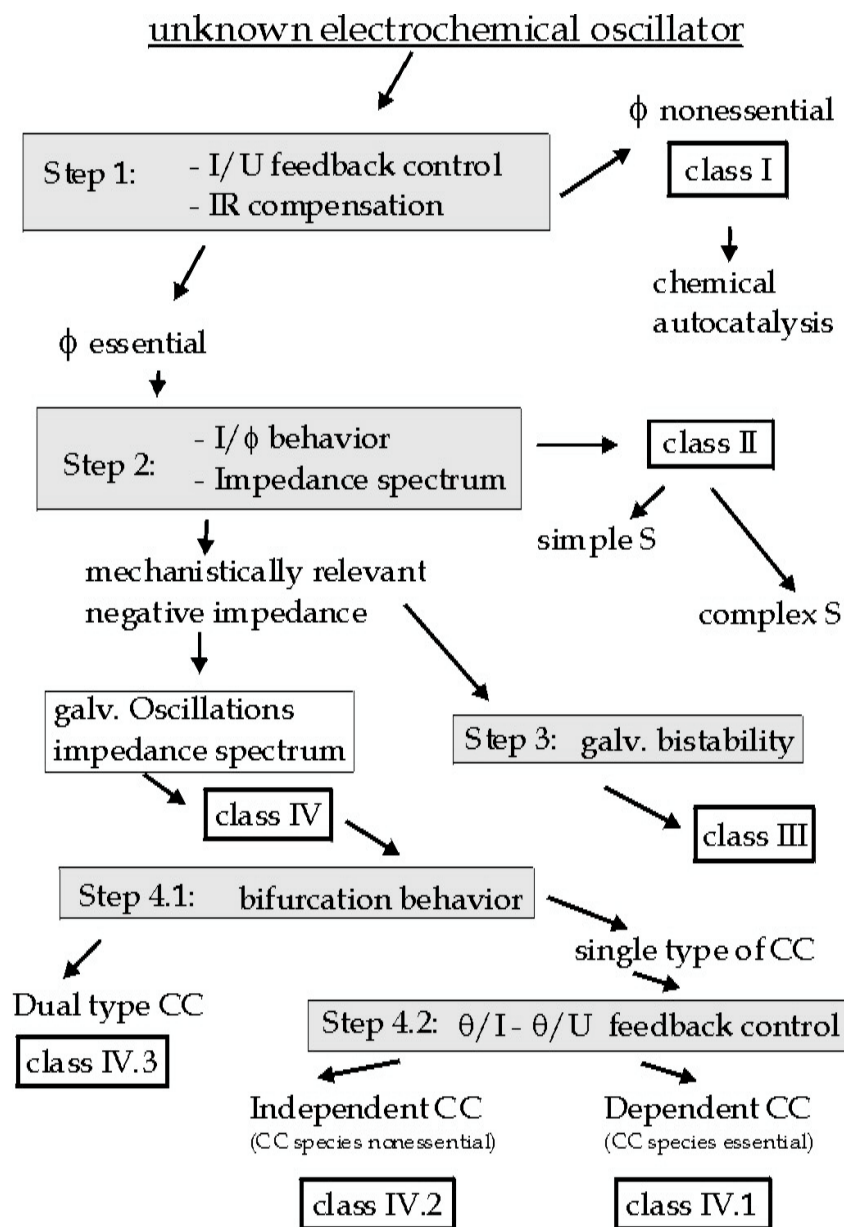 unknown electrochemical oscillator
ϕ nonessential
Step 1:
- I/U feedback control
- IR compensation
class I
chemical
autocatalysis
ϕ essential
Step 2:
- I/ϕ behavior
- Impedance spectrum
class II
simple S
complex S
mechanistically relevant
negative impedance
galv. Oscillations
impedance spectrum
Step 3: galv. bistability
class IV
class III
Step 4.1: bifurcation behavior
single type of CC
Dual type CC
class IV.3
Step 4.2: θ/I - θ/U feedback control
Independent CC
(CC species nonessential)
class IV.2
Dependent CC
(CC species essential)
class IV.1